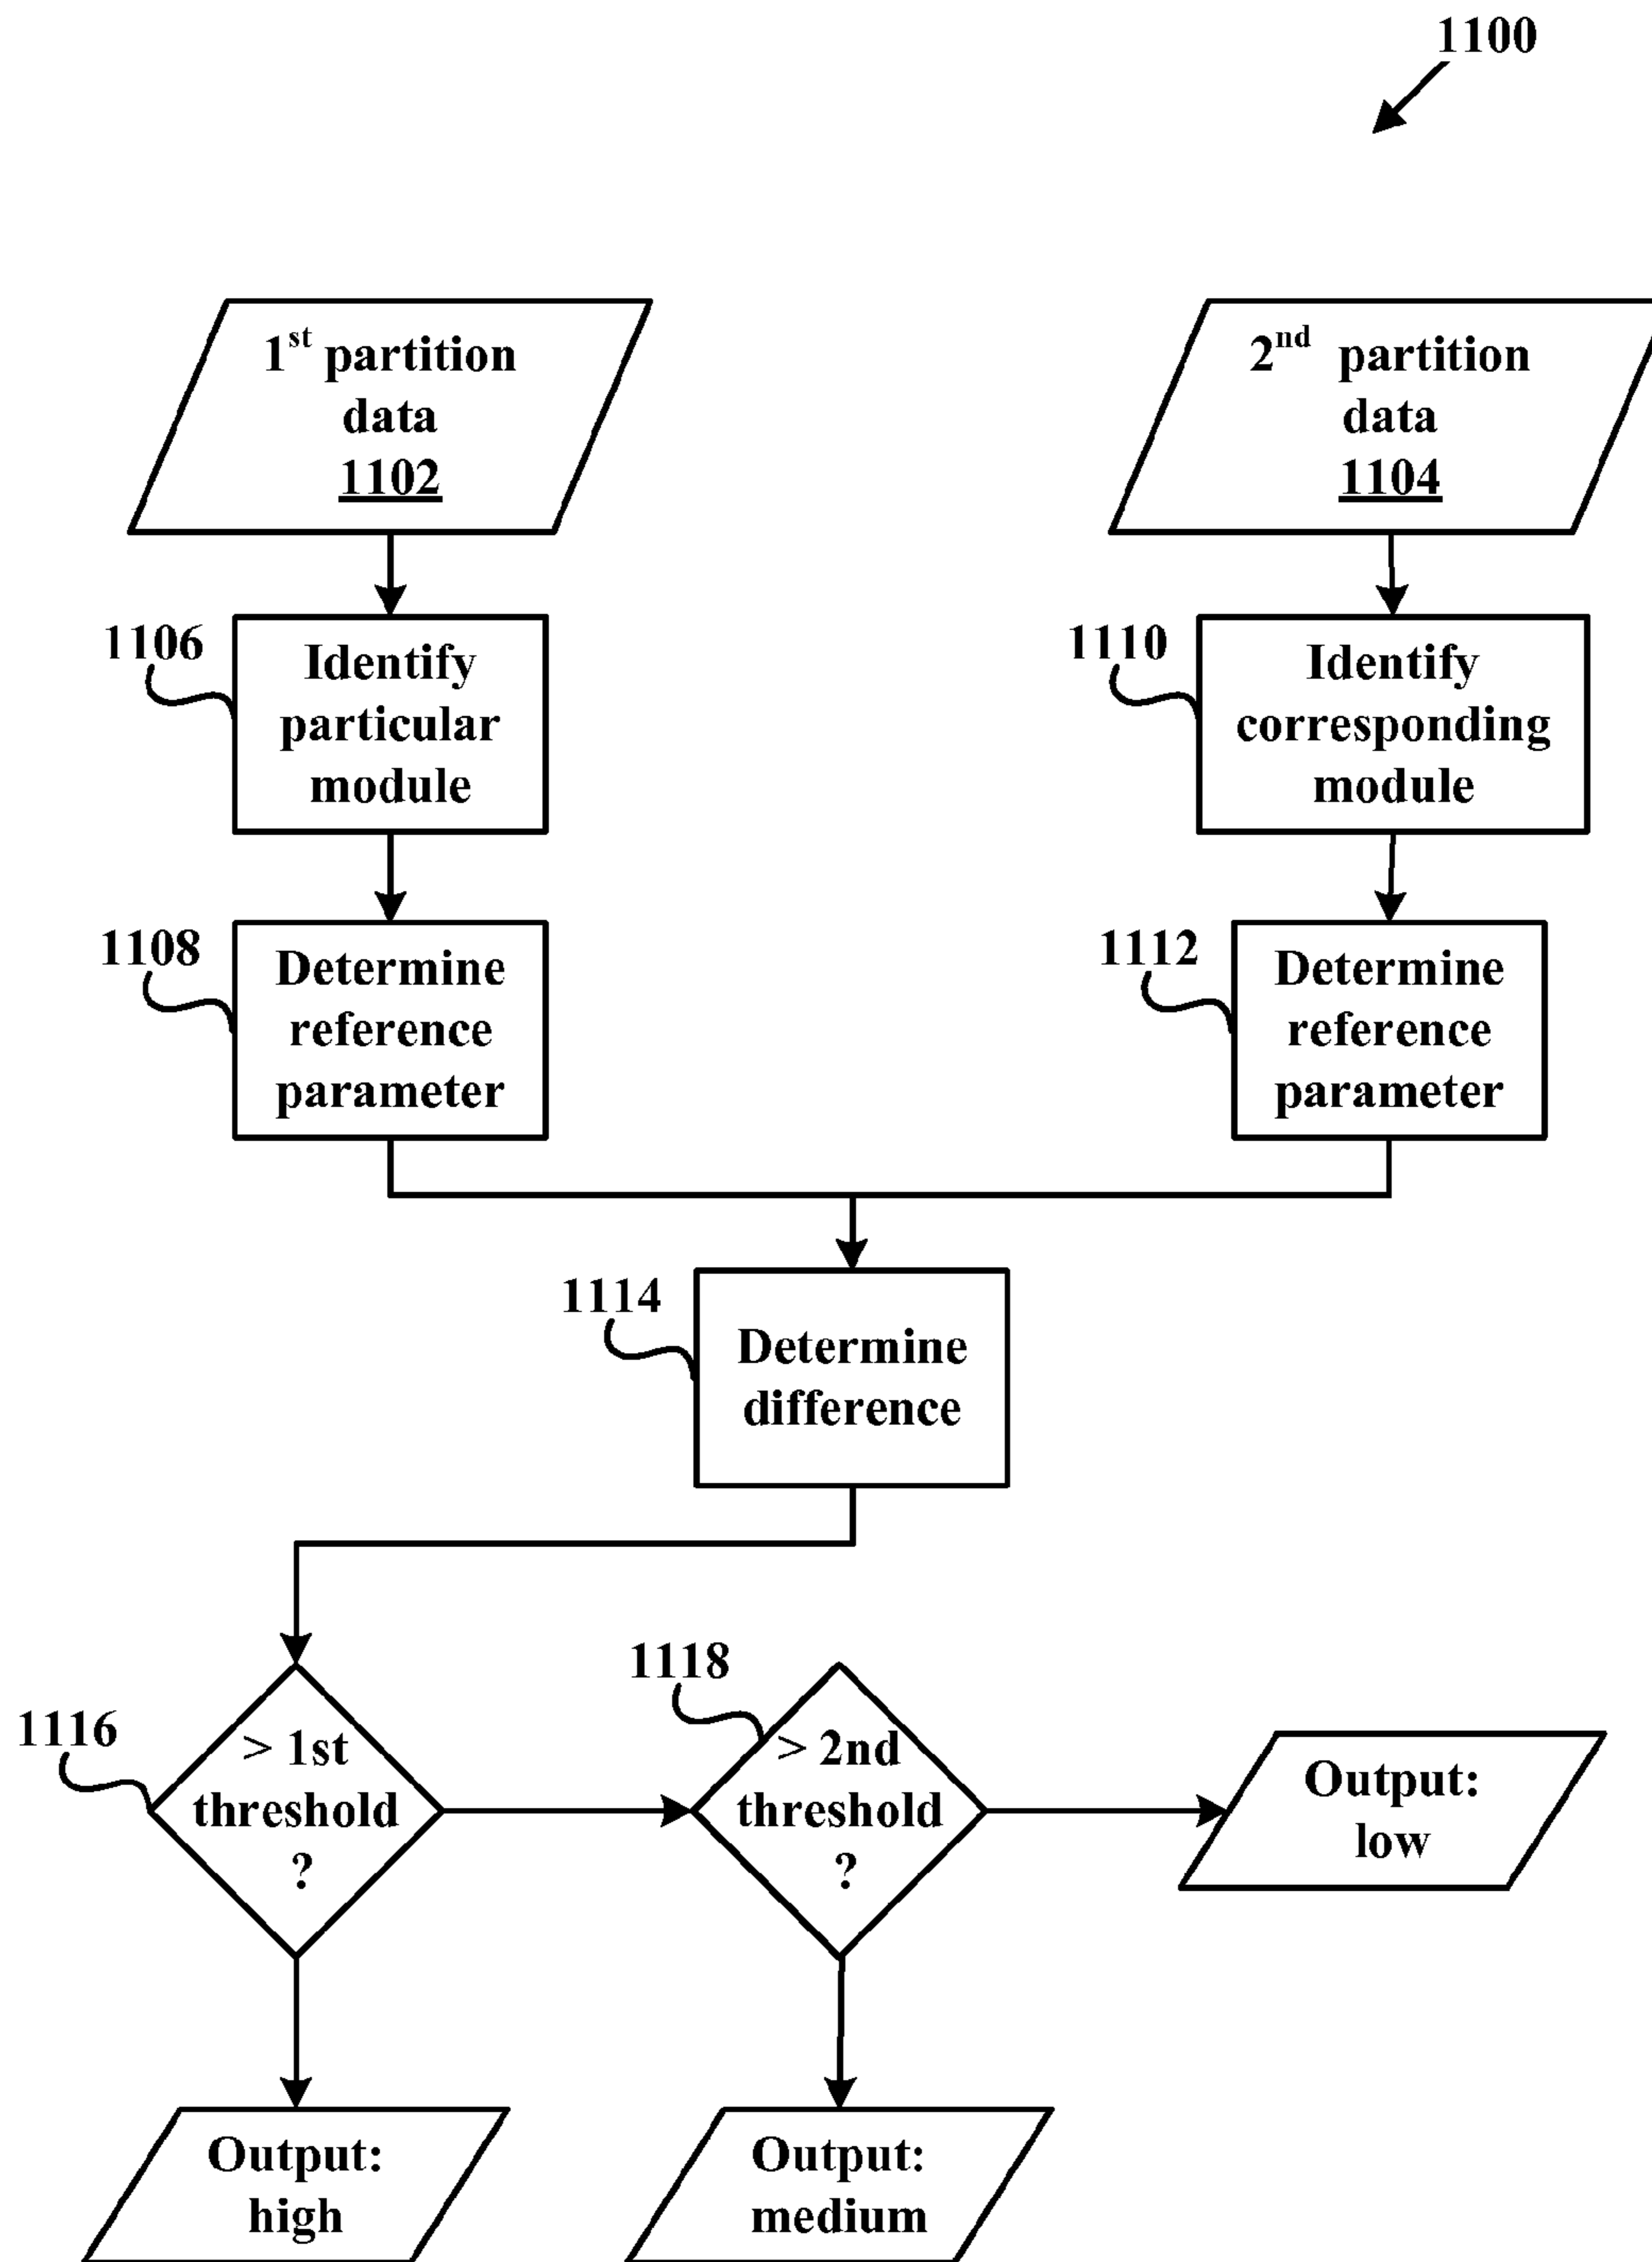 1100
1st partition
data
1102
2nd partition
data
1104
1106
Identify
particular
module
1110
Identify
corresponding
module
1108
Determine
reference
parameter
1112
Determine
reference
parameter
1114
Determine
difference
1116
> 1st
threshold
?
1118
> 2nd
threshold
?
Output:
low
Output:
high
Output:
medium